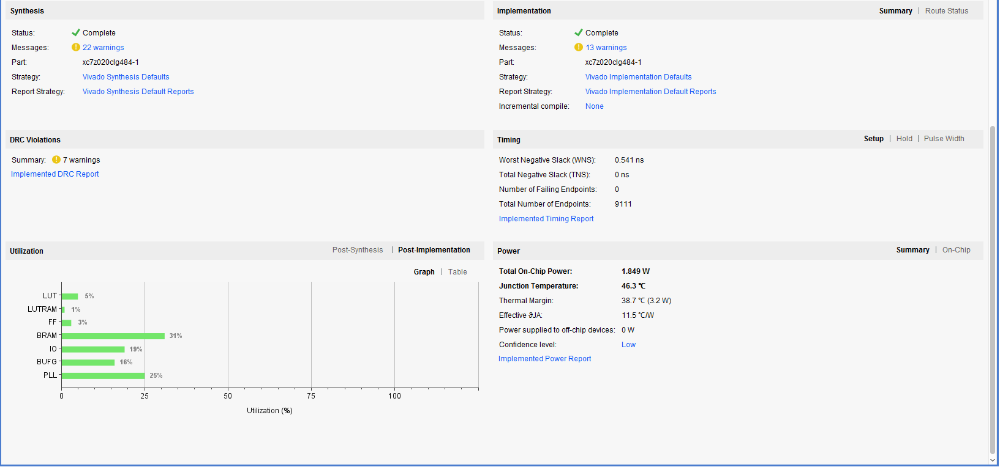 Synthesis
Status: Complete
Messages: 22 warnings
Part: xc7z020clg484-1
Strategy: Vivado Synthesis Defaults
Report Strategy: Vivado Synthesis Default Reports
Implementation Summary | Route Status
Status: Complete
Messages: 13 warnings
Part: xc7z020clg484-1
Strategy: Vivado Implementation Defaults
Report Strategy: Vivado Implementation Default Reports
Incremental compile: None
DRC Violations
Summary: 7 warnings
Implemented DRC Report
Timing Setup | Hold | Pulse Width
Worst Negative Slack (WNS): 0.541 ns
Total Negative Slack (TNS): 0 ns
Number of Failing Endpoints: 0
Total Number of Endpoints: 9111
Implemented Timing Report
Utilization Post-Synthesis | Post-Implementation
Graph | Table
LUT 5%
LUTRAM 1%
FF 3%
BRAM 31%
IO 19%
BUFG 16%
PLL 25%
0 25 50 75 100
Utilization (%)
Power Summary | On-Chip
Total On-Chip Power: 1.849 W
Junction Temperature: 46.3 ℃
Thermal Margin: 38.7 ℃ (3.2 W)
Effective ϑJA: 11.5 ℃/W
Power supplied to off-chip devices: 0 W
Confidence level: Low
Implemented Power Report